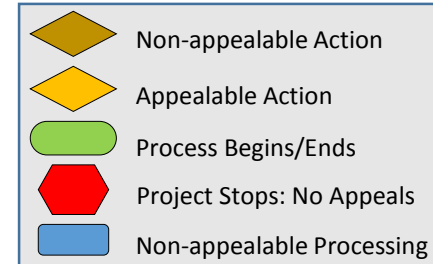 Non-appealable Action
Appealable Action
Process Begins/Ends
Project Stops: No Appeals
Non-appealable Processing